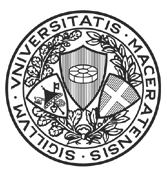 SIGILLVM · VNIVERSITATIS · MACERATENSIS ·